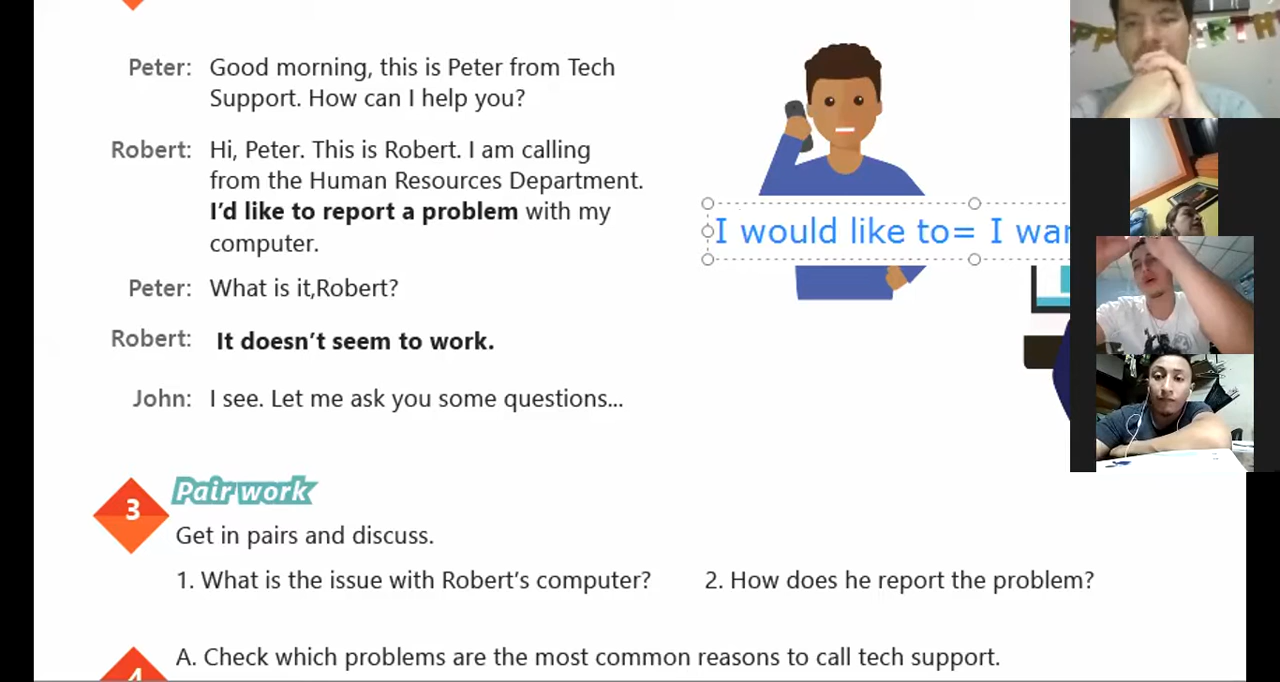 Peter: Good morning, this is Peter from Tech
Support. How can I help you?
Robert: Hi, Peter. This is Robert. I am calling
from the Human Resources Department.
I'd like to report a problem with my
computer.
Peter: What is it,Robert?
Robert: It doesn't seem to work.
John: I see. Let me ask you some questions...
I would like to= I
3 Pair work
Get in pairs and discuss.
1. What is the issue with Robert's computer? 2. How does he report the problem?
4
A. Check which problems are the most common reasons to call tech support.